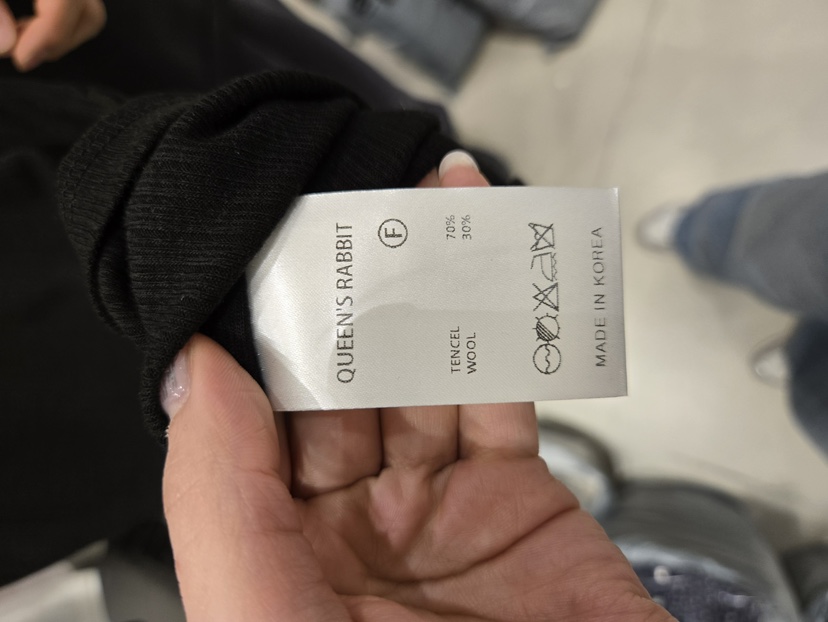 QUEEN'S RABBIT
F
TENCEL 70%
WOOL 30%
MADE IN KOREA